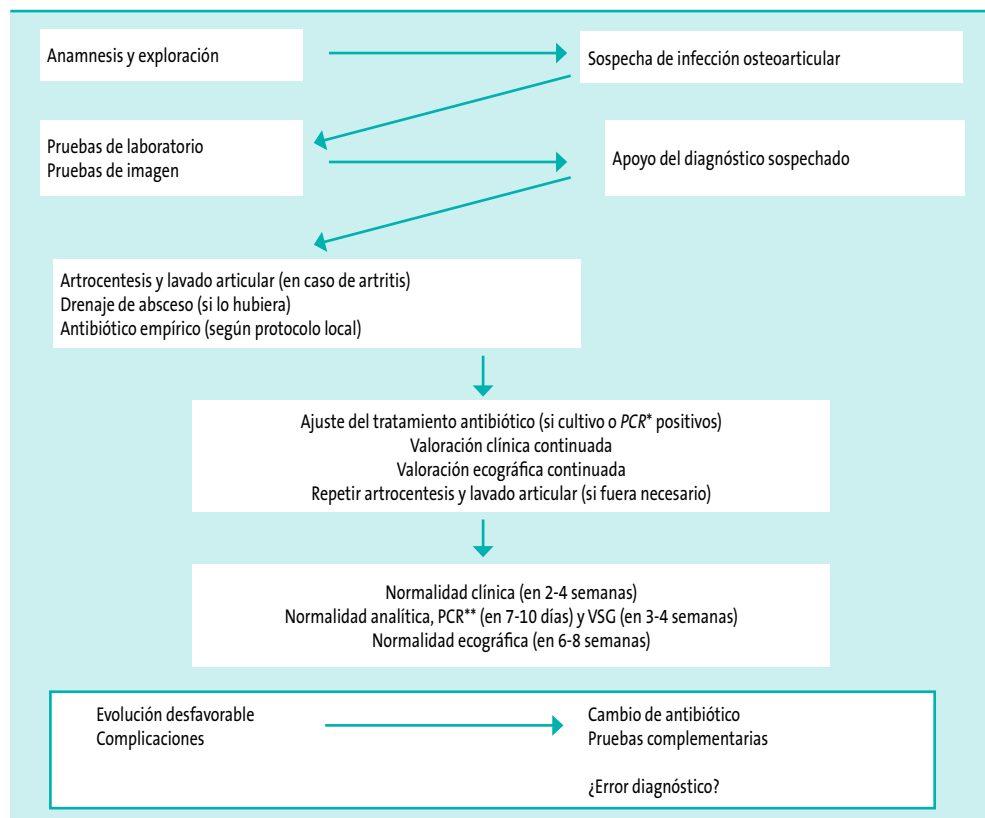 Anamnesis y exploración
Sospecha de infección osteoarticular
Pruebas de laboratorio
Pruebas de imagen
Apoyo del diagnóstico sospechado
Artrocentesis y lavado articular (en caso de artritis)
Drenaje de absceso (si lo hubiera)
Antibiótico empírico (según protocolo local)
Ajuste del tratamiento antibiótico (si cultivo o PCR* positivos)
Valoración clínica continuada
Valoración ecográfica continuada
Repetir artrocentesis y lavado articular (si fuera necesario)
Normalidad clínica (en 2-4 semanas)
Normalidad analítica, PCR** (en 7-10 días) y VSG (en 3-4 semanas)
Normalidad ecográfica (en 6-8 semanas)
Evolución desfavorable
Complicaciones
Cambio de antibiótico
Pruebas complementarias
¿Error diagnóstico?